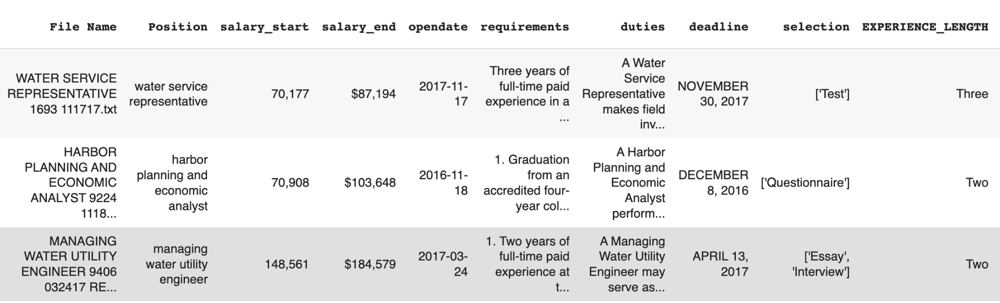 File Name Position salary_start salary_end opendate requirements duties deadline selection EXPERIENCE_LENGTH
WATER SERVICE
REPRESENTATIVE
1693 111717.txt
water service
representative
70,177
$87,194
2017-11-
17
Three years of
full-time paid
experience in a
...
A Water
Service
Representative
makes field
inv...
NOVEMBER
30, 2017
['Test']
Three
HARBOR
PLANNING AND
ECONOMIC
ANALYST 9224
1118...
harbor
planning and
economic
analyst
70,908
$103,648
2016-11-
18
1. Graduation
from an
accredited four-
year col...
A Harbor
Planning and
Economic
Analyst
perform...
DECEMBER
8, 2016
['Questionnaire']
Two
MANAGING
WATER UTILITY
ENGINEER 9406
032417 RE...
managing
water utility
engineer
148,561
$184,579
2017-03-
24
1. Two years of
full-time paid
experience at
t...
A Managing
Water Utility
Engineer may
serve as...
APRIL 13,
2017
['Essay',
'Interview']
Two